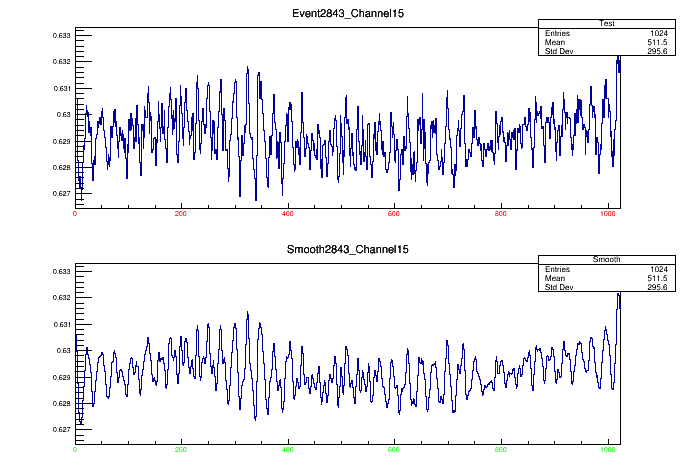 Event2843_Channel15
Test
Entries 1024
Mean 511.5
Std Dev 295.6
0.633
0.632
0.631
0.63
0.629
0.628
0.627
0 200 400 600 800 1000
Smooth2843_Channel15
Smooth
Entries 1024
Mean 511.5
Std Dev 295.6
0.633
0.632
0.631
0.63
0.629
0.628
0.627
0 200 400 600 800 1000